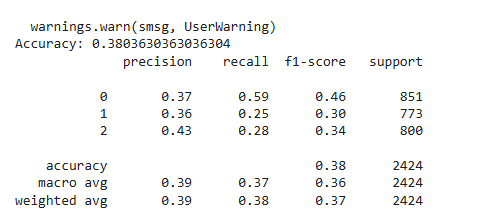 warnings.warn(smsg, UserWarning)
Accuracy: 0.3803630363036304
precision recall f1-score support
0 0.37 0.59 0.46 851
1 0.36 0.25 0.30 773
2 0.43 0.28 0.34 800
accuracy 0.38 2424
macro avg 0.39 0.37 0.36 2424
weighted avg 0.39 0.38 0.37 2424